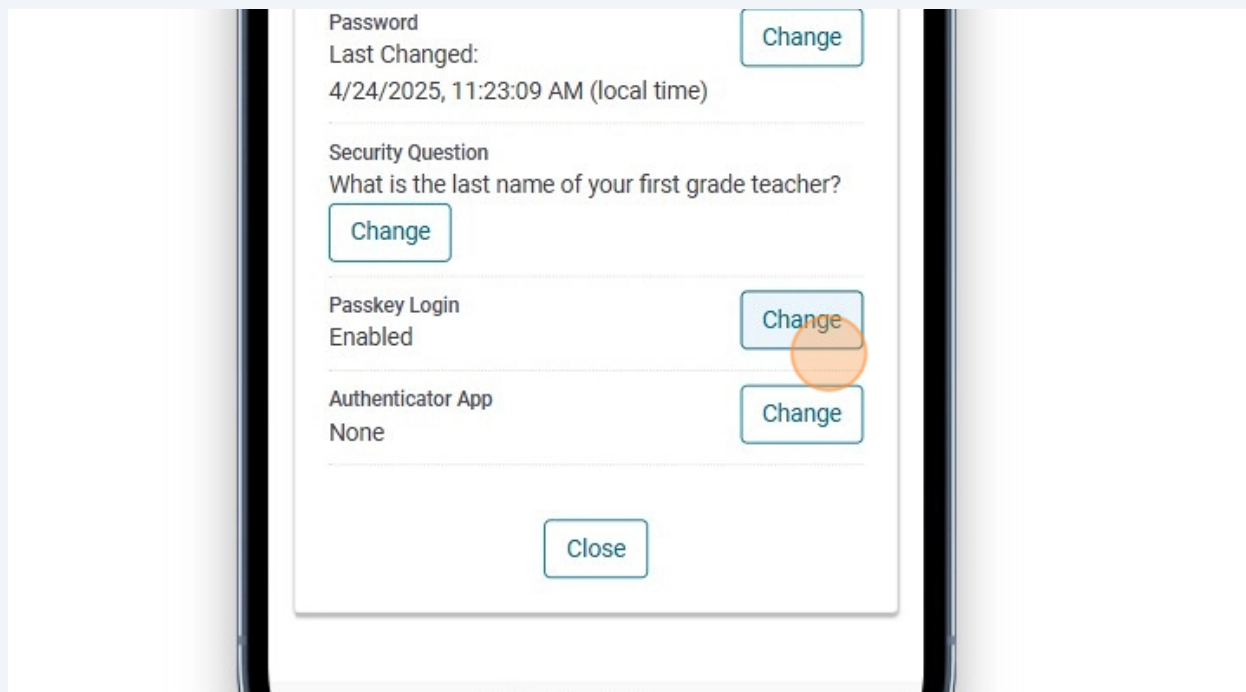 Password
Change
Last Changed:
4/24/2025, 11:23:09 AM (local time)
Security Question
What is the last name of your first grade teacher?
Change
Passkey Login
Change
Enabled
Authenticator App
Change
None
Close